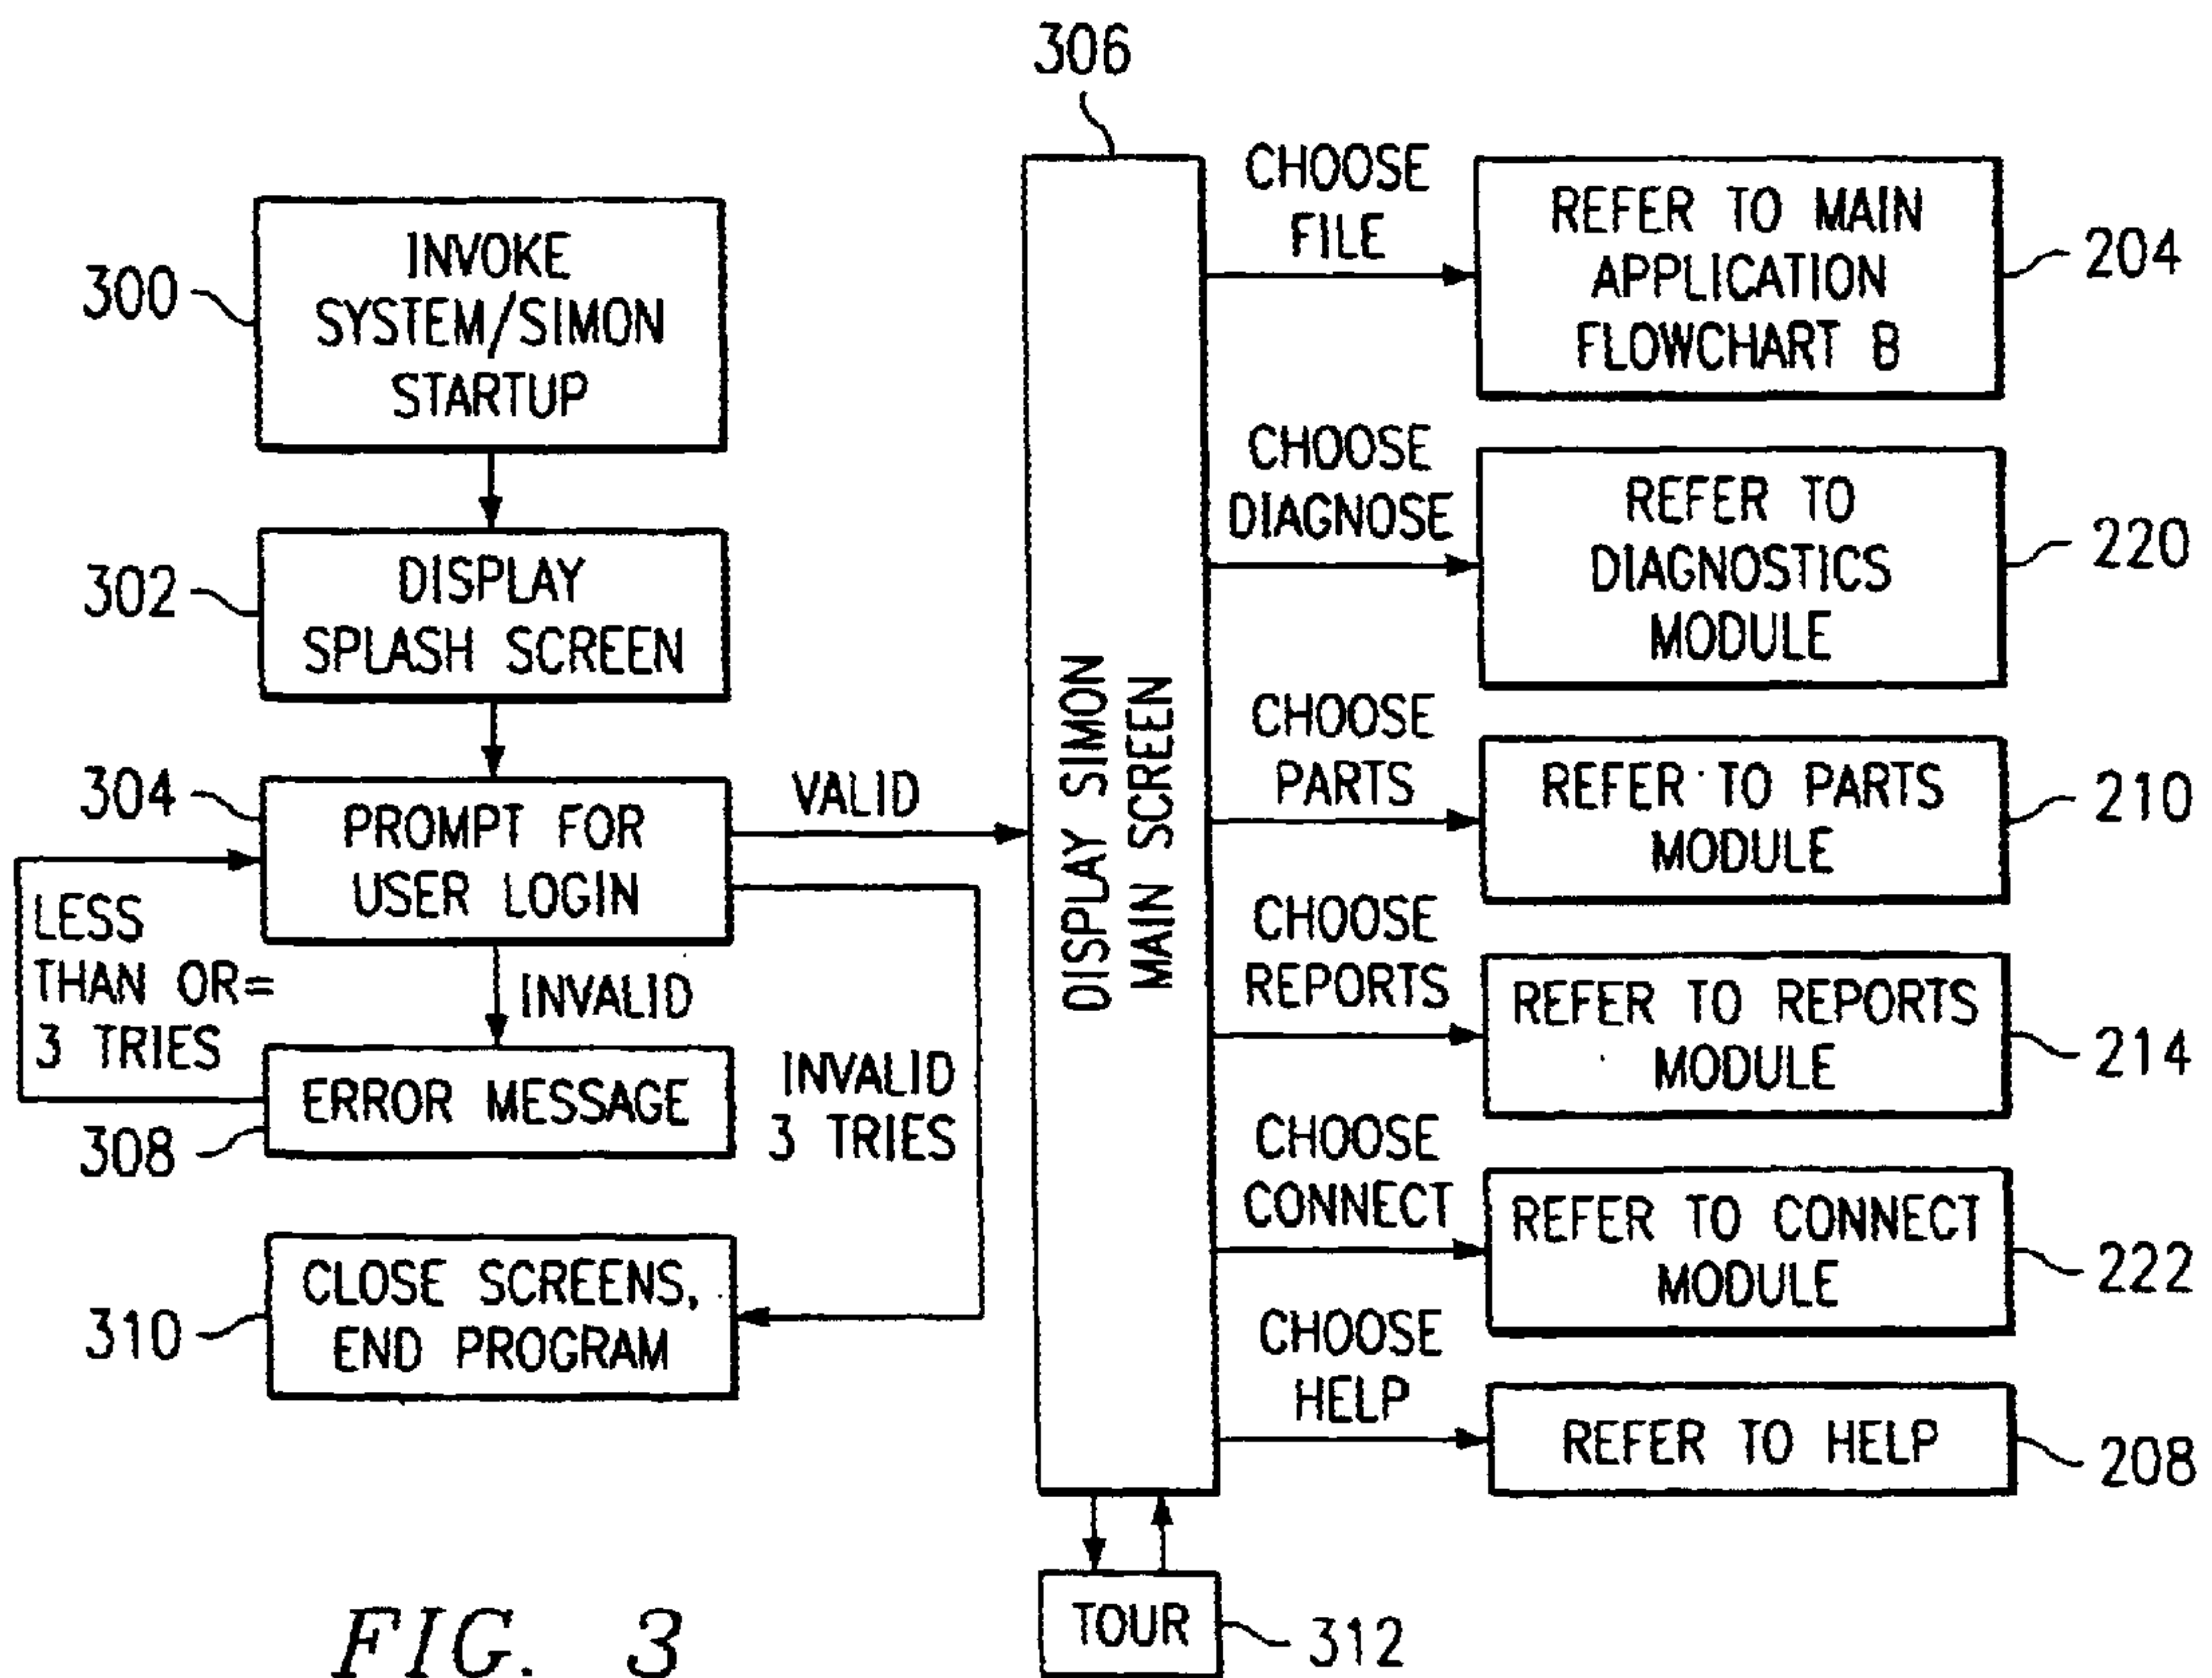 300
INVOKE
SYSTEM/SIMON
STARTUP
302
DISPLAY
SPLASH SCREEN
304
PROMPT FOR
USER LOGIN
VALID
LESS
THAN OR=
3 TRIES
INVALID
308
ERROR MESSAGE
INVALID
3 TRIES
310
CLOSE SCREENS,
END PROGRAM
306
DISPLAY SIMON
MAIN SCREEN
CHOOSE
FILE
REFER TO MAIN
APPLICATION
FLOWCHART B
204
CHOOSE
DIAGNOSE
REFER TO
DIAGNOSTICS
MODULE
220
CHOOSE
PARTS
REFER TO PARTS
MODULE
210
CHOOSE
REPORTS
REFER TO REPORTS
MODULE
214
CHOOSE
CONNECT
REFER TO CONNECT
MODULE
222
CHOOSE
HELP
REFER TO HELP
208
TOUR
312
FIG. 3